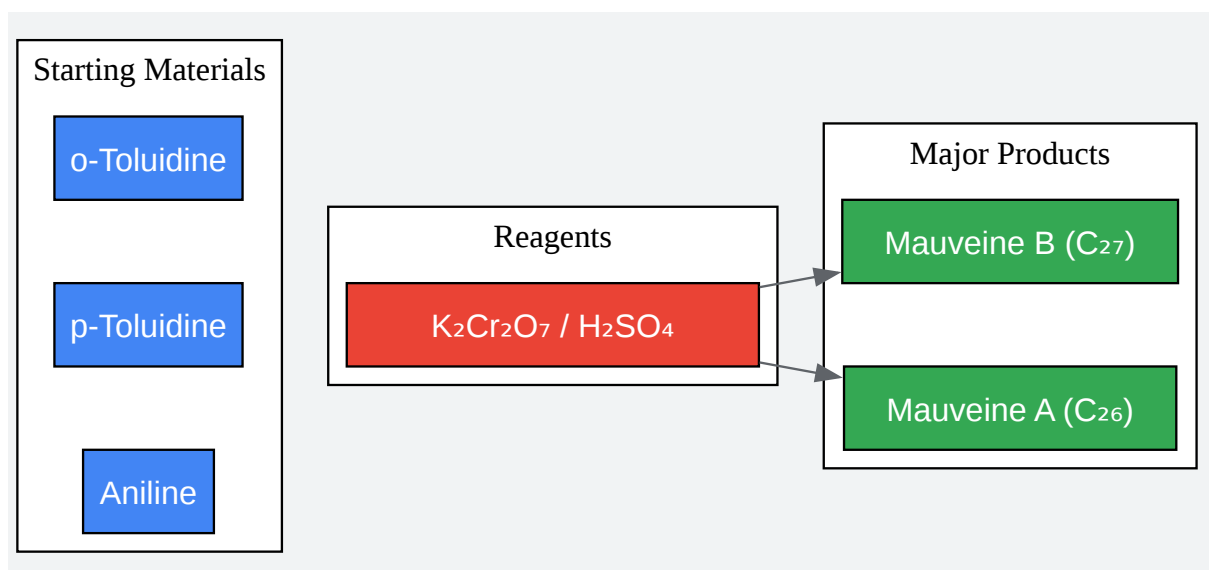 Starting Materials
o-Toluidine
p-Toluidine
Aniline
Reagents
K₂Cr₂O₇ / H₂SO₄
Major Products
Mauveine B (C₂₇)
Mauveine A (C₂₆)